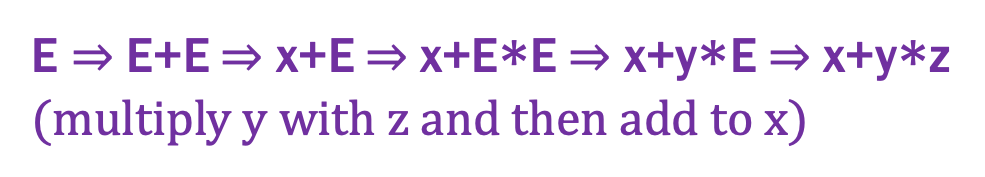 E ⇒ E+E ⇒ x+E ⇒ x+E*E ⇒ x+y*E ⇒ x+y*z
(multiply y with z and then add to x)